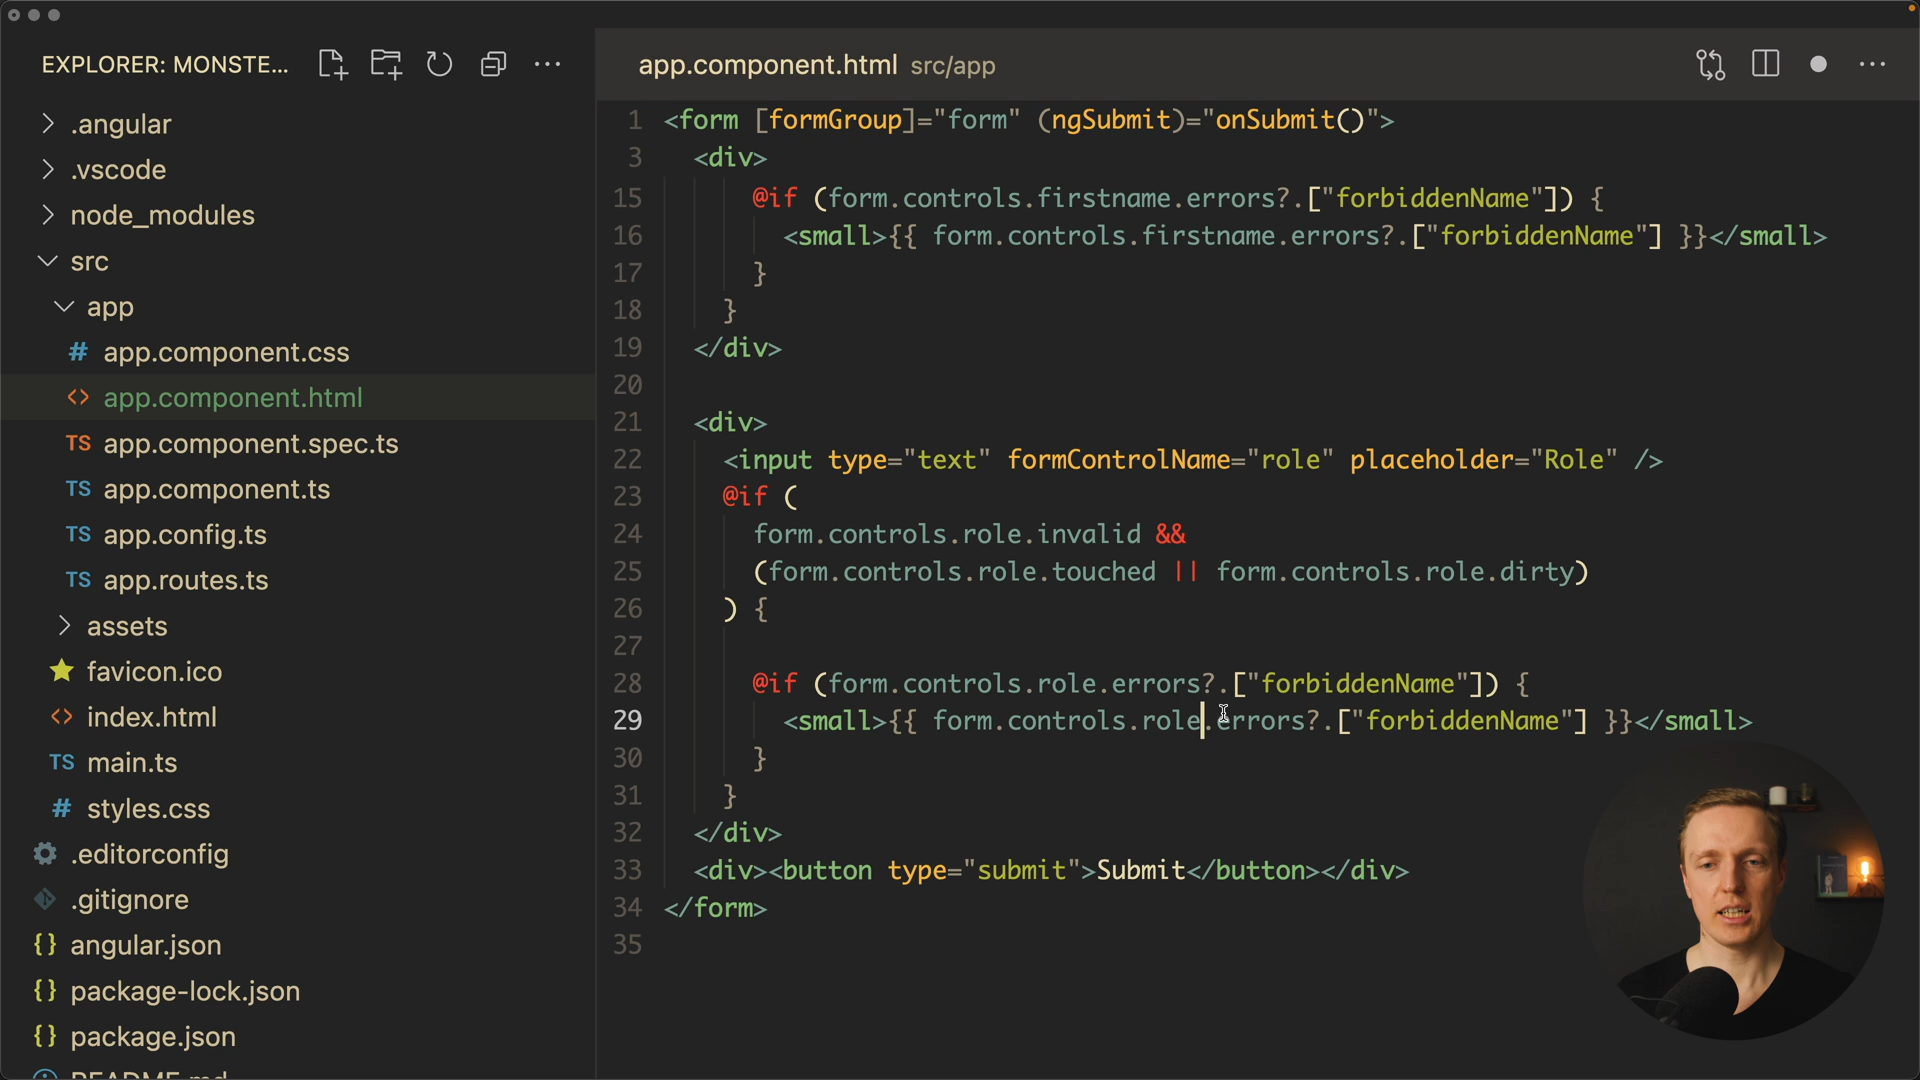 EXPLORER: MONSTE...
.angular
.vscode
node_modules
src
app
# app.component.css
<> app.component.html
TS app.component.spec.ts
TS app.component.ts
TS app.config.ts
TS app.routes.ts
assets
favicon.ico
<> index.html
TS main.ts
# styles.css
.editorconfig
.gitignore
{} angular.json
{} package-lock.json
{} package.json
README.md
app.component.html src/app
1 <form [formGroup]="form" (ngSubmit)="onSubmit()">
3 <div>
15 @if (form.controls.firstname.errors?.["forbiddenName"]) {
16 <small>{{ form.controls.firstname.errors?.["forbiddenName"] }}</small>
17 }
18 }
19 </div>
20
21 <div>
22 <input type="text" formControlName="role" placeholder="Role" />
23 @if (
24 form.controls.role.invalid &&
25 (form.controls.role.touched || form.controls.role.dirty)
26 ) {
27
28 @if (form.controls.role.errors?.["forbiddenName"]) {
29 <small>{{ form.controls.role.errors?.["forbiddenName"] }}</small>
30 }
31 }
32 </div>
33 <div><button type="submit">Submit</button></div>
34 </form>
35